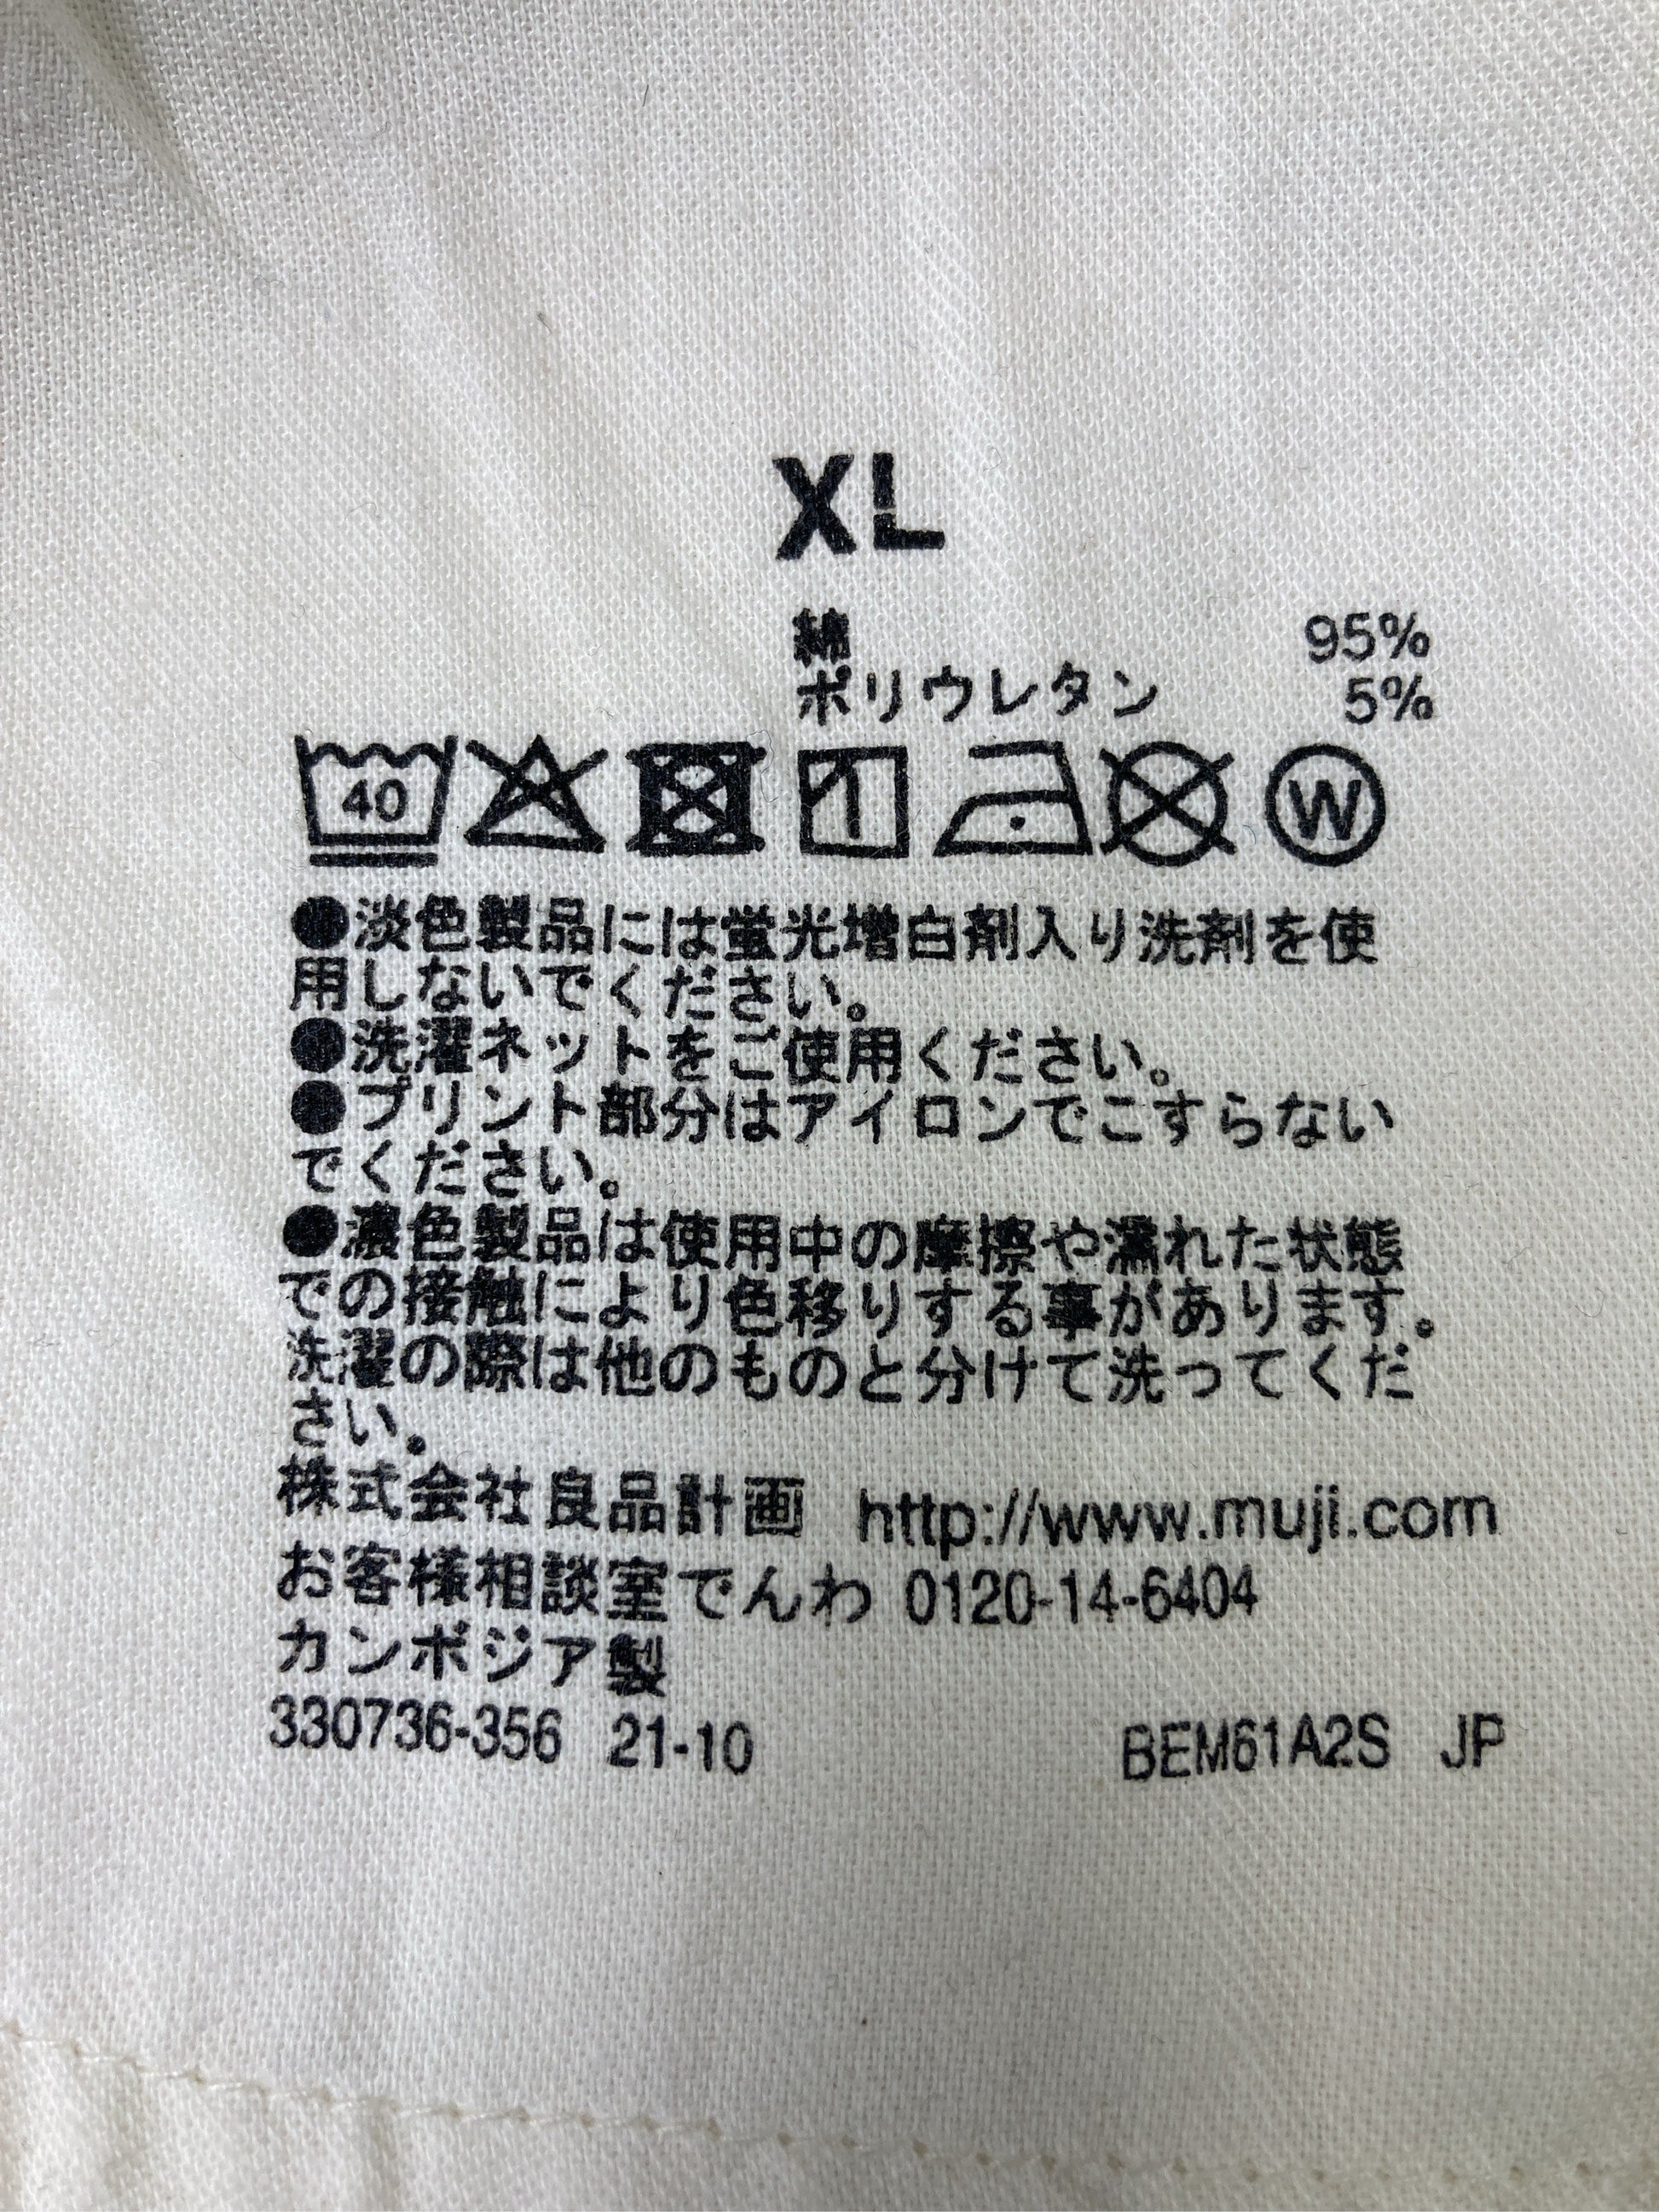 XL
綿 95%
ポリウレタン 5%
40 W
●淡色製品には蛍光増白剤入り洗剤を使
用しないでください。
●洗濯ネットをご使用ください。
●プリント部分はアイロンでこすらない
でください。
●濃色製品は使用中の摩擦や濡れた状態
での接触により色移りする事があります。
洗濯の際は他のものと分けて洗ってくだ
さい。
株式会社良品計画 http://www.muji.com
お客様相談室でんわ 0120-14-6404
カンボジア製
330736-356 21-10 BEM61A2S JP